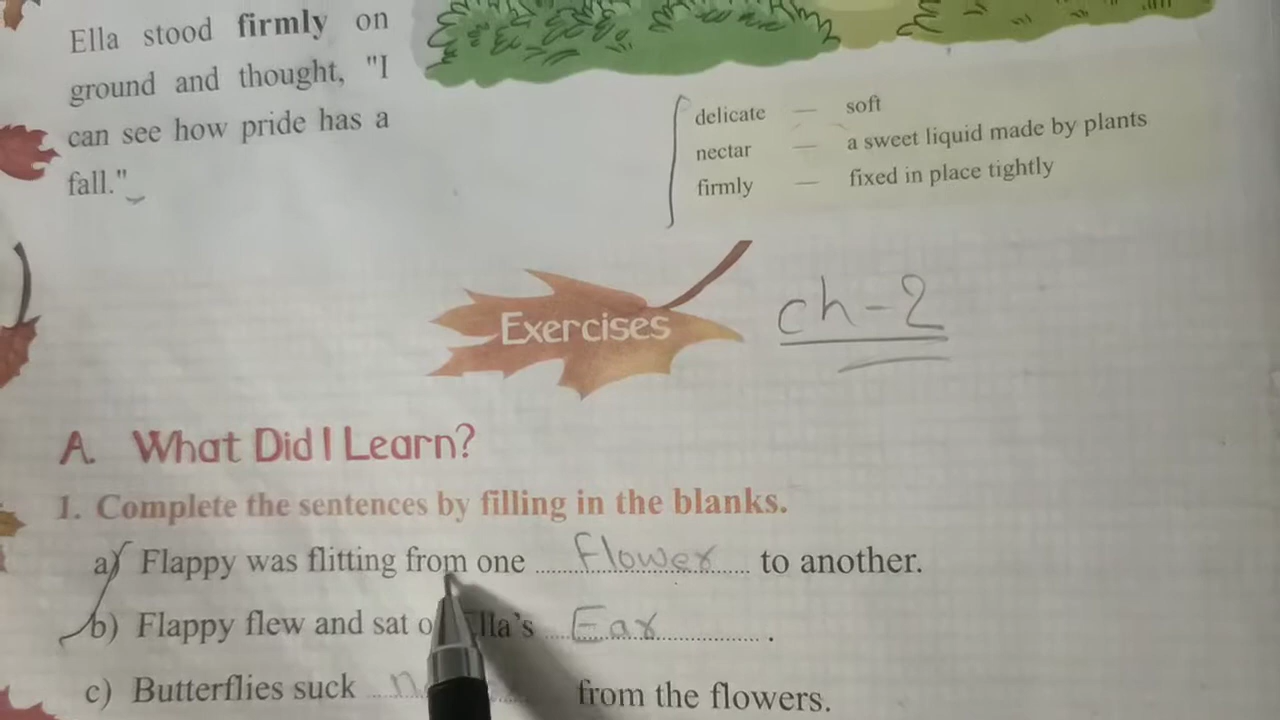 Ella stood firmly on
ground and thought, "I
can see how pride has a
fall."
delicate — soft
nectar — a sweet liquid made by plants
firmly — fixed in place tightly
Exercises
ch-2
A. What Did I Learn?
1. Complete the sentences by filling in the blanks.
a) Flappy was flitting from one Flower to another.
b) Flappy flew and sat Ear.
c) Butterflies suck from the flowers.